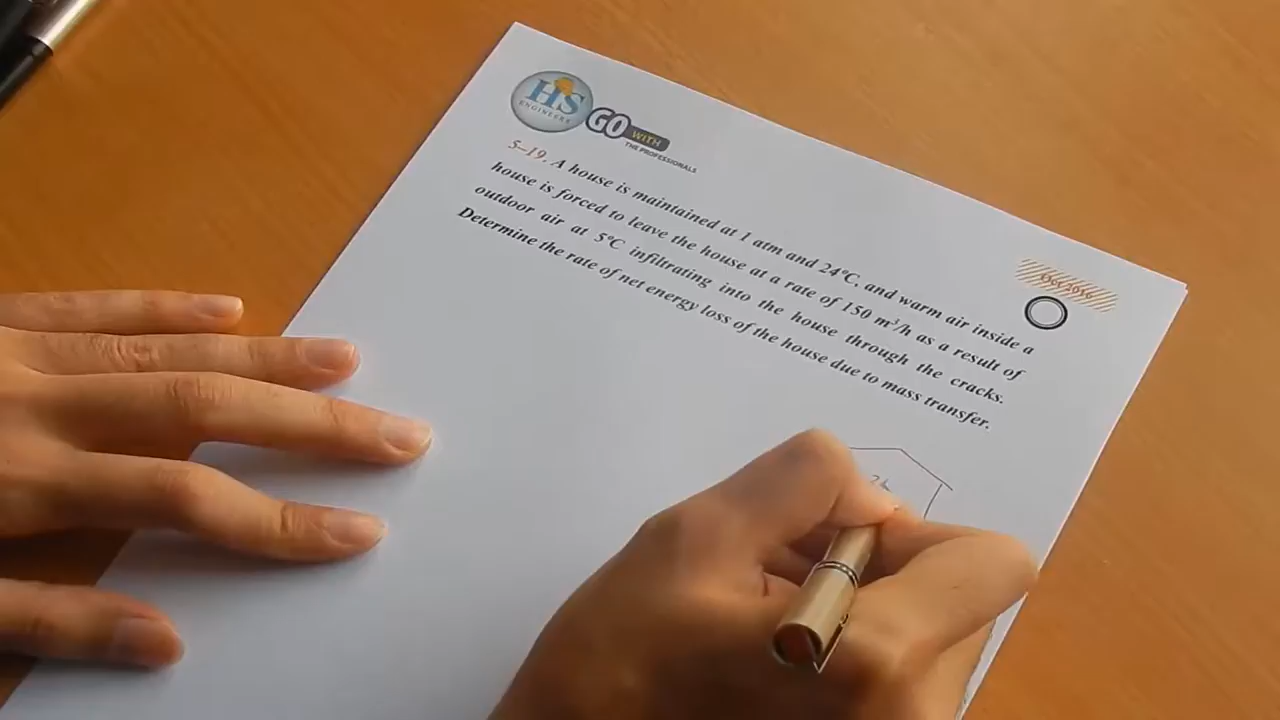 HS
ENGINEERS
GO WITH
THE PROFESSIONALS
5–19. A house is maintained at 1 atm and 24°C, and warm air inside a
house is forced to leave the house at a rate of 150 m³/h as a result of
outdoor air at 5°C infiltrating into the house through the cracks.
Determine the rate of net energy loss of the house due to mass transfer.
Oct 2016